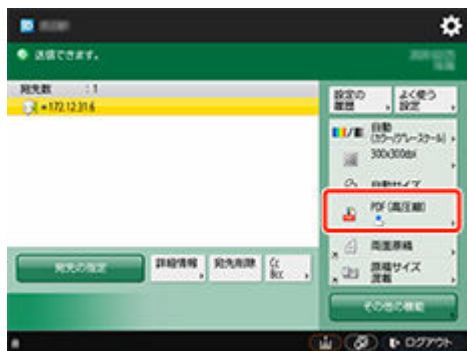 送信できます。
宛先数 :1
172.12.31.6
設定の
履歴
よく使う
設定
自動
(カラー/グレースケール)
300x300dpi
自動サイズ
PDF(高圧縮)
両面原稿
原稿サイズ
混載
宛先の指定
詳細情報
宛先削除
Cc
Bcc
その他の機能
ログアウト